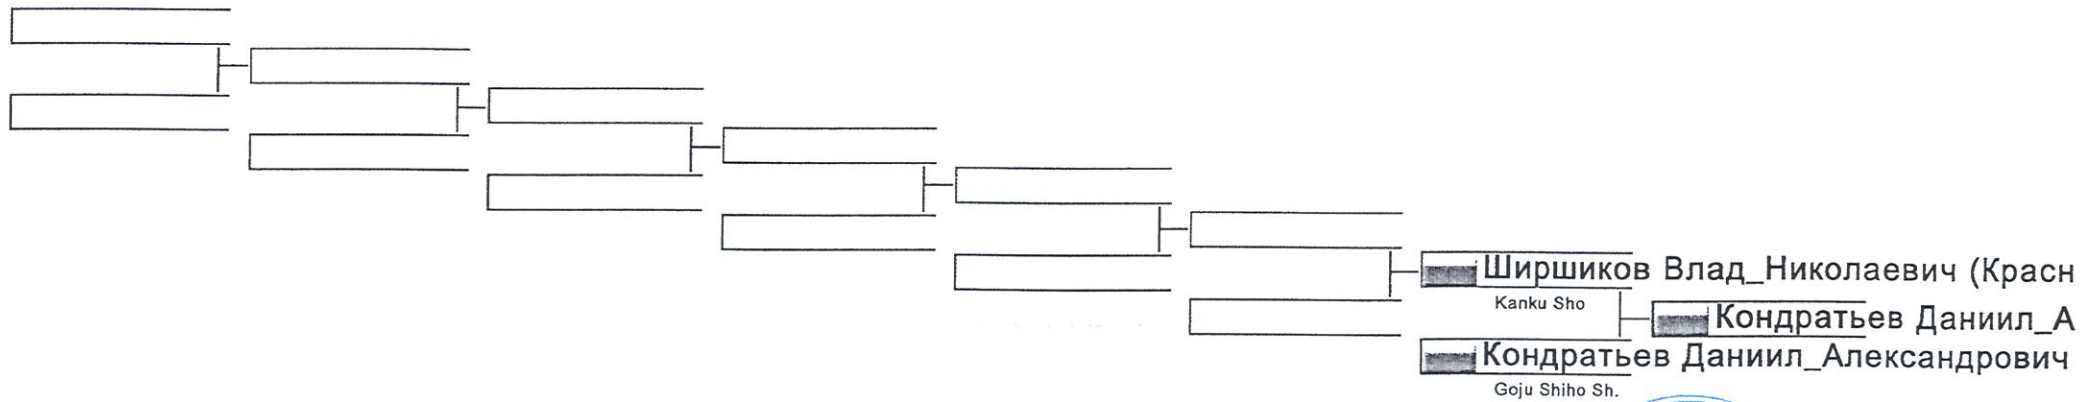 Ширшиков Влад_Николаевич (Красн
Kanku Sho
Кондратьев Даниил_А
Кондратьев Даниил_Александрович
Goju Shiho Sh.